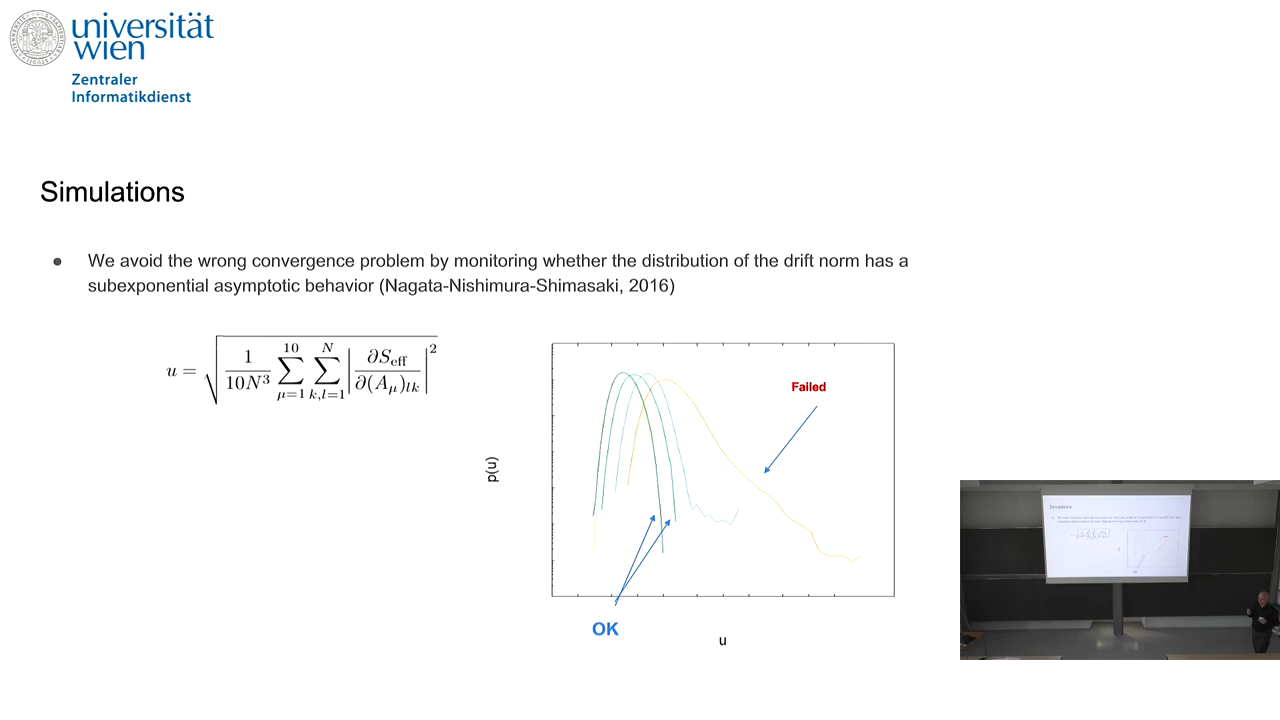 universität
wien
Zentraler
Informatikdienst
Simulations
● We avoid the wrong convergence problem by monitoring whether the distribution of the drift norm has a
subexponential asymptotic behavior (Nagata-Nishimura-Shimasaki, 2016)
u = √( 1/(10N³) ∑_{μ=1}^{10} ∑_{k,l=1}^{N} | ∂S_eff / ∂(A_μ)_{lk} |² )
Failed
p(u)
OK
u
Simulations